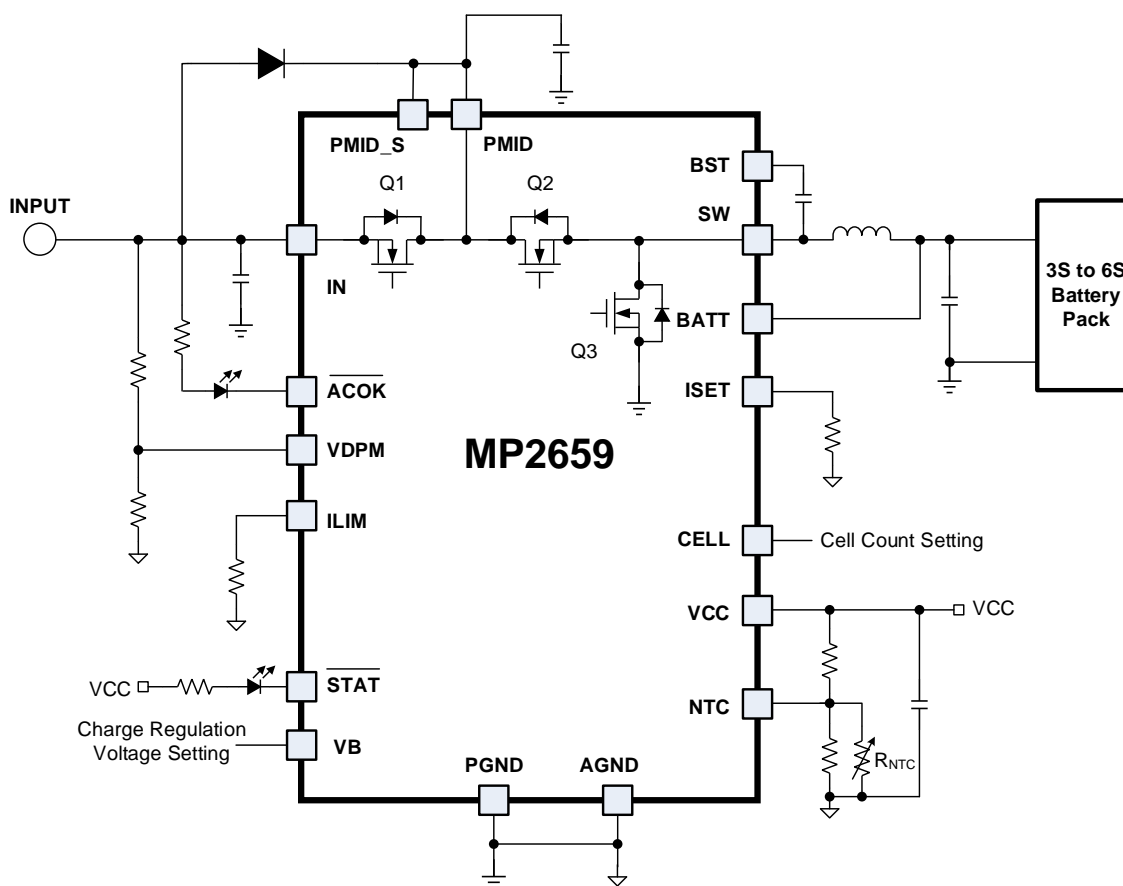 PMID_S
PMID
BST
Q1
Q2
INPUT
SW
IN
3S to 6S
Battery
Pack
BATT
Q3
ACOK
ISET
VDPM
MP2659
ILIM
CELL
Cell Count Setting
VCC
VCC
STAT
VCC
NTC
Charge Regulation
Voltage Setting
VB
RNTC
PGND
AGND